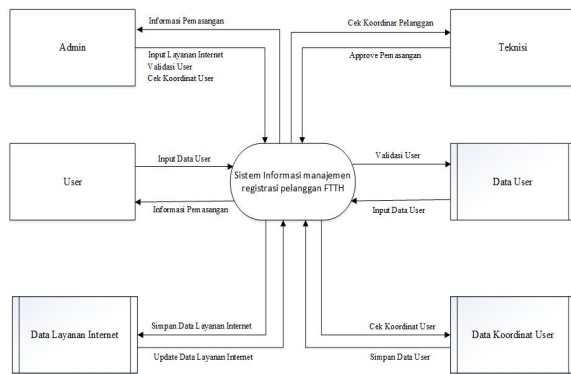 Informasi Pemasangan
Cek Koordinar Pelanggan
Admin
Teknisi
Input Layanan Internet
Validasi User
Cek Koordinat User
Approve Pemasangan
Input Data User
Validasi User
User
Sistem Informasi manajemen
registrasi pelanggan FTTH
Data User
Informasi Pemasangan
Input Data User
Simpan Data Layanan Internet
Cek Koordinat User
Data Layanan Internet
Data Koordinat User
Update Data Layanan Internet
Simpan Data User